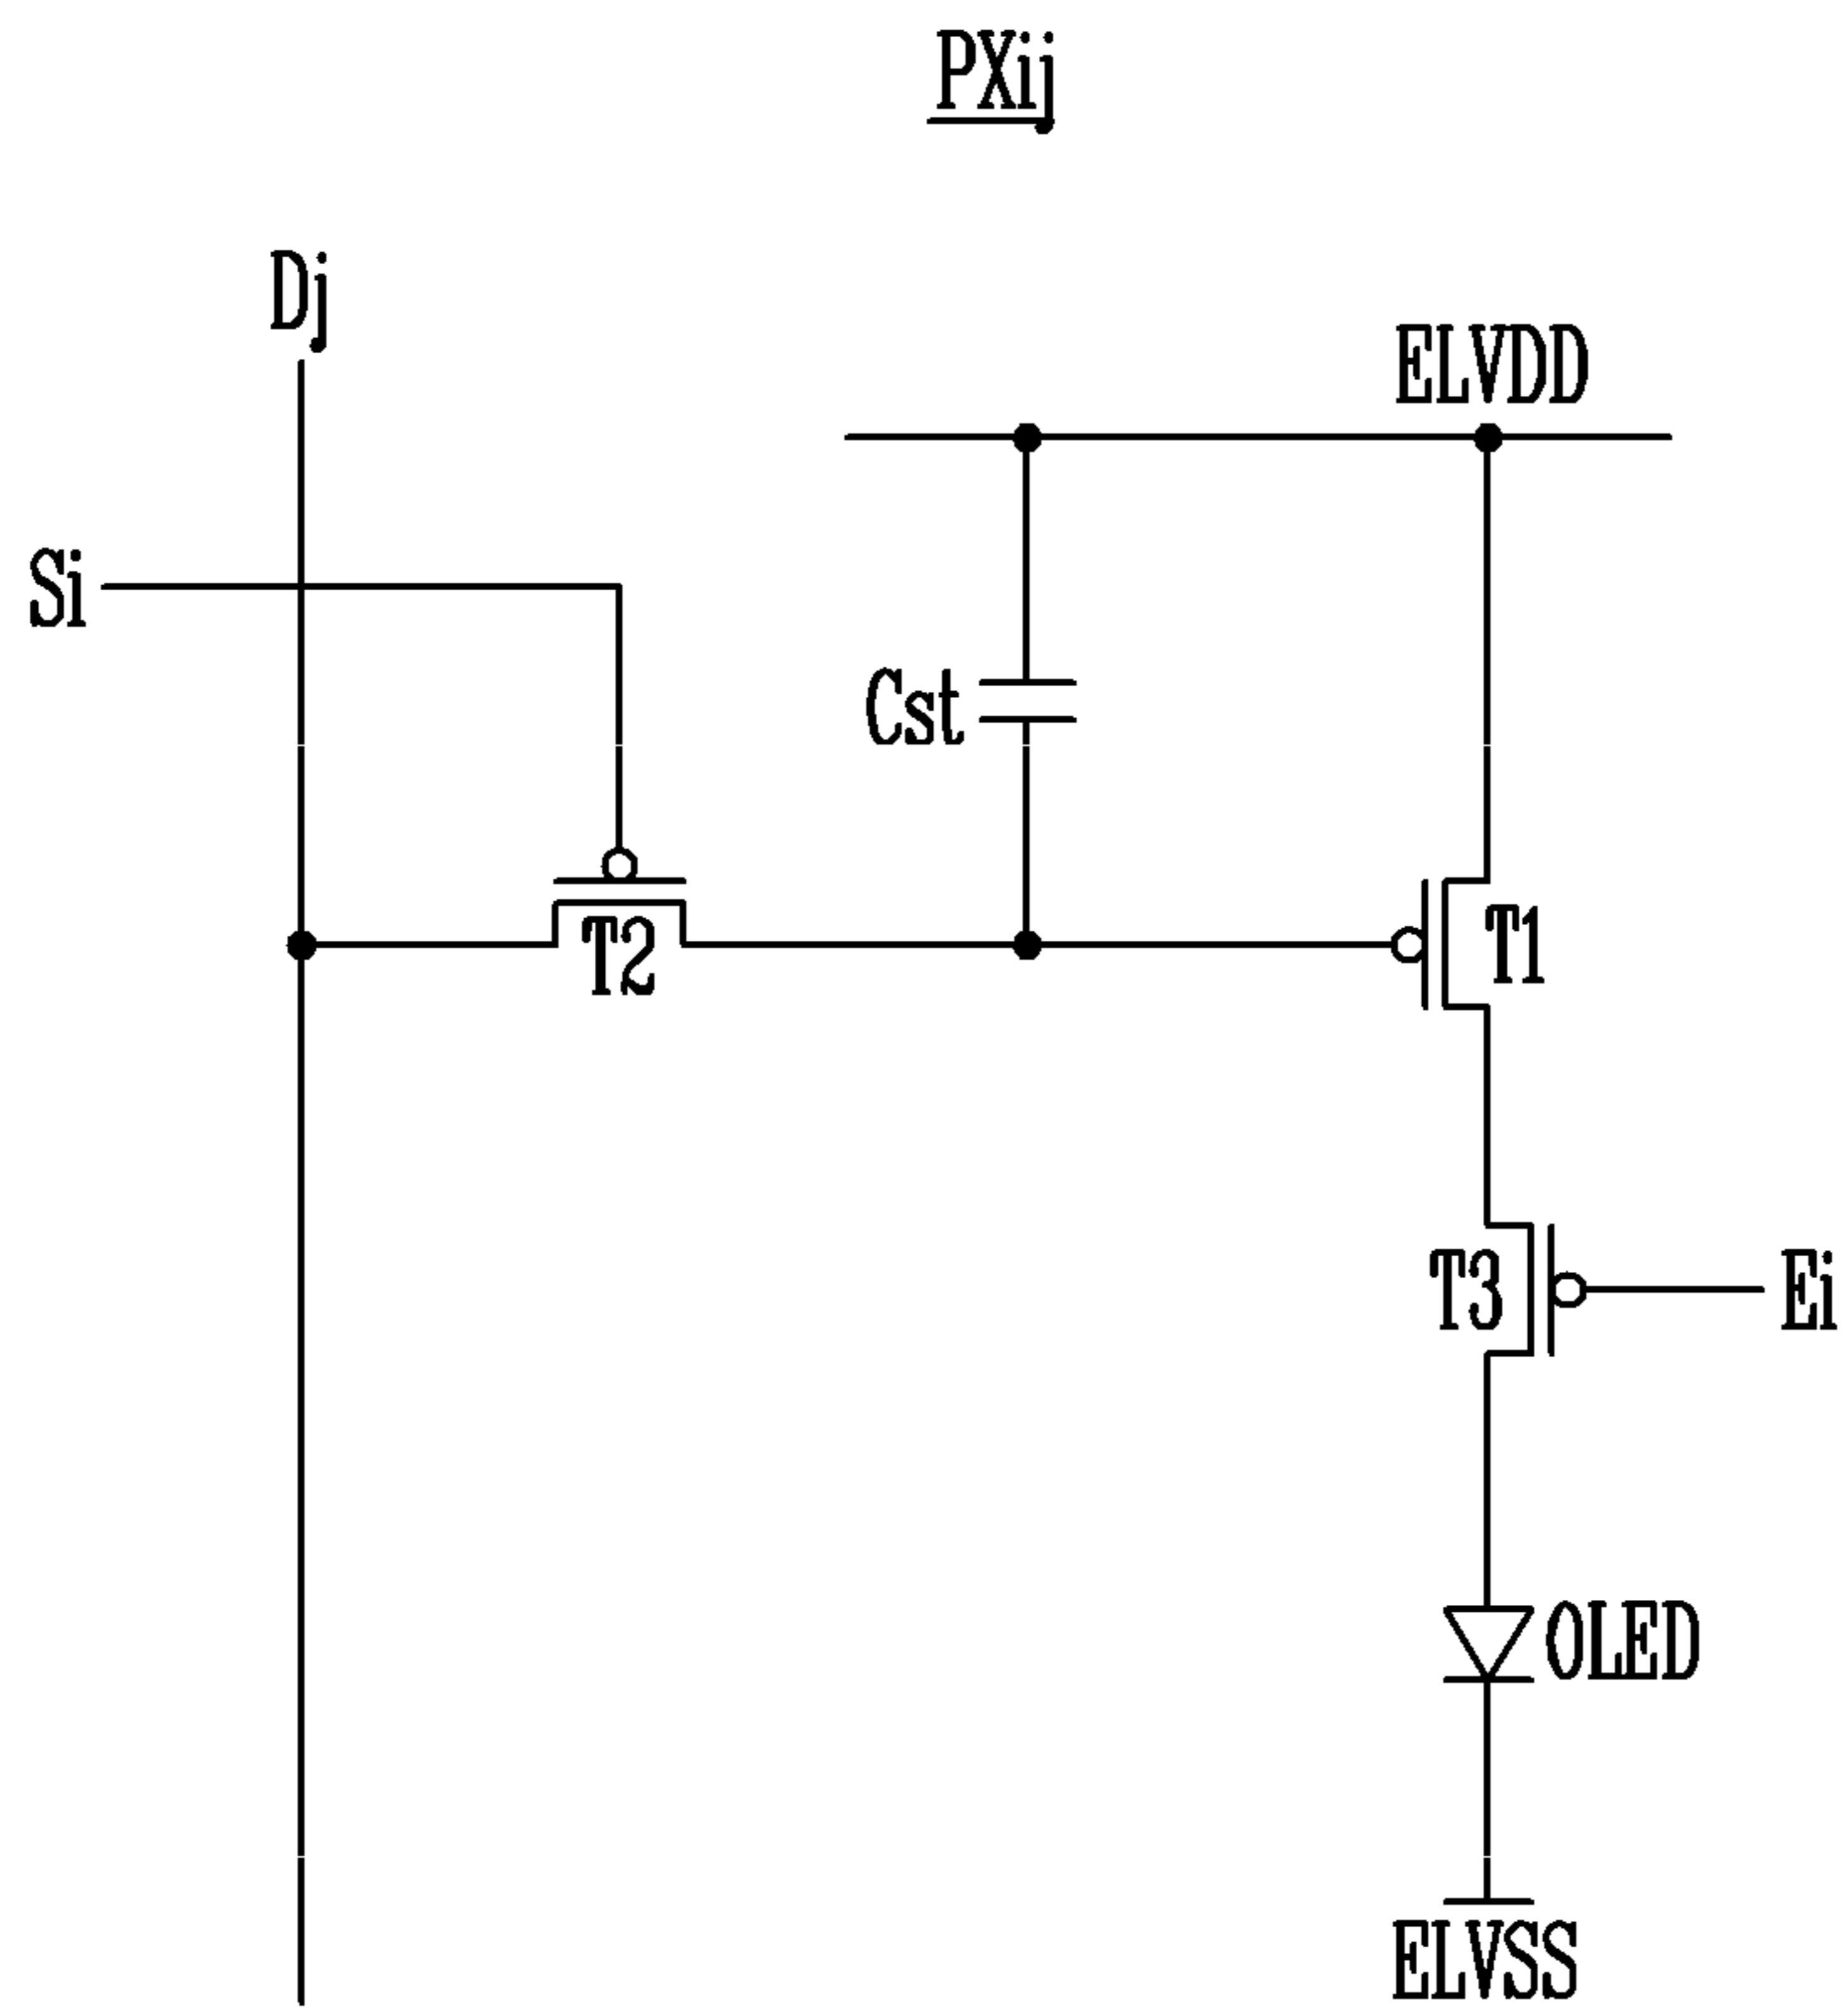 PXij
Dj
ELVDD
Si
Cst
T1
T2
T3
Ei
OLED
ELVSS